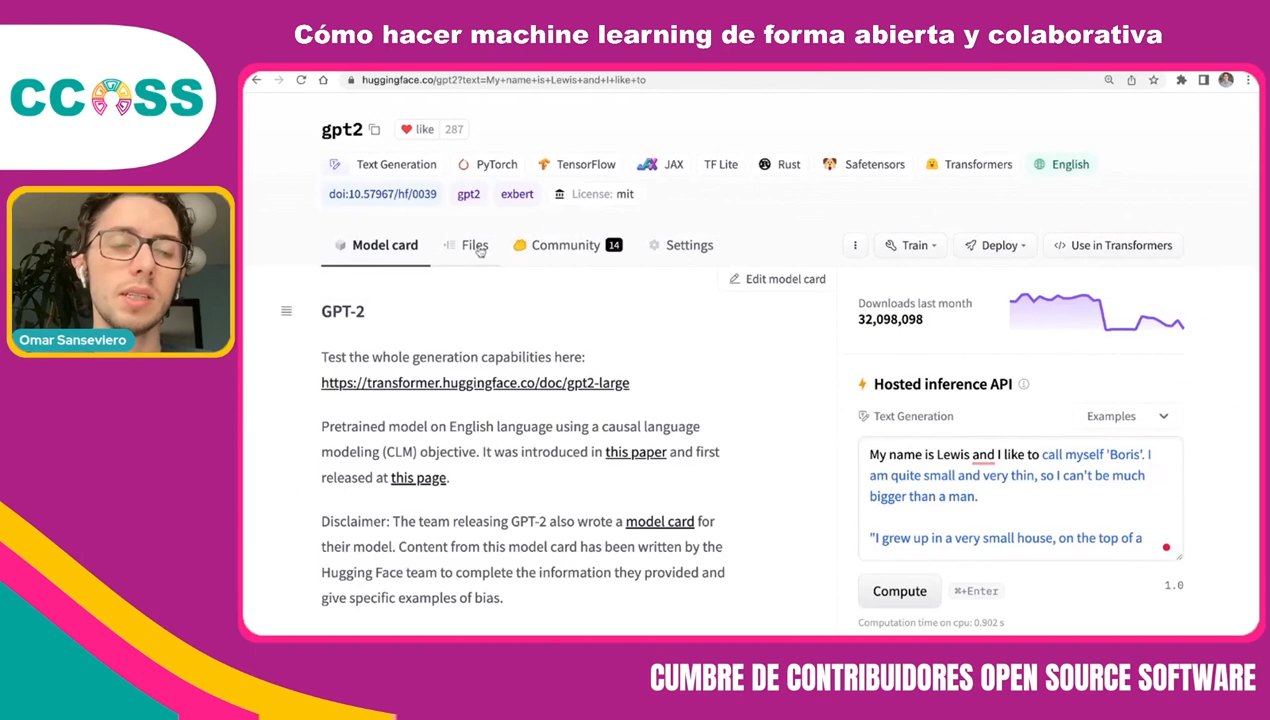 Cómo hacer machine learning de forma abierta y colaborativa
CCOSS
huggingface.co/gpt2?text=My+name+is+Lewis+and+I+like+to
gpt2
like 287
Text Generation PyTorch TensorFlow JAX TF Lite Rust Safetensors Transformers English
doi:10.57967/hf/0039 gpt2 exbert License: mit
Model card Files Community 14 Settings Train Deploy </> Use in Transformers
Edit model card
GPT-2
Test the whole generation capabilities here:
https://transformer.huggingface.co/doc/gpt2-large
Pretrained model on English language using a causal language
modeling (CLM) objective. It was introduced in this paper and first
released at this page.
Disclaimer: The team releasing GPT-2 also wrote a model card for
their model. Content from this model card has been written by the
Hugging Face team to complete the information they provided and
give specific examples of bias.
Downloads last month
32,098,098
Hosted inference API
Text Generation Examples
My name is Lewis and I like to call myself 'Boris'. I
am quite small and very thin, so I can't be much
bigger than a man.
"I grew up in a very small house, on the top of a
Compute ⌘+Enter 1.0
Computation time on cpu: 0.902 s
Omar Sanseviero
CUMBRE DE CONTRIBUIDORES OPEN SOURCE SOFTWARE